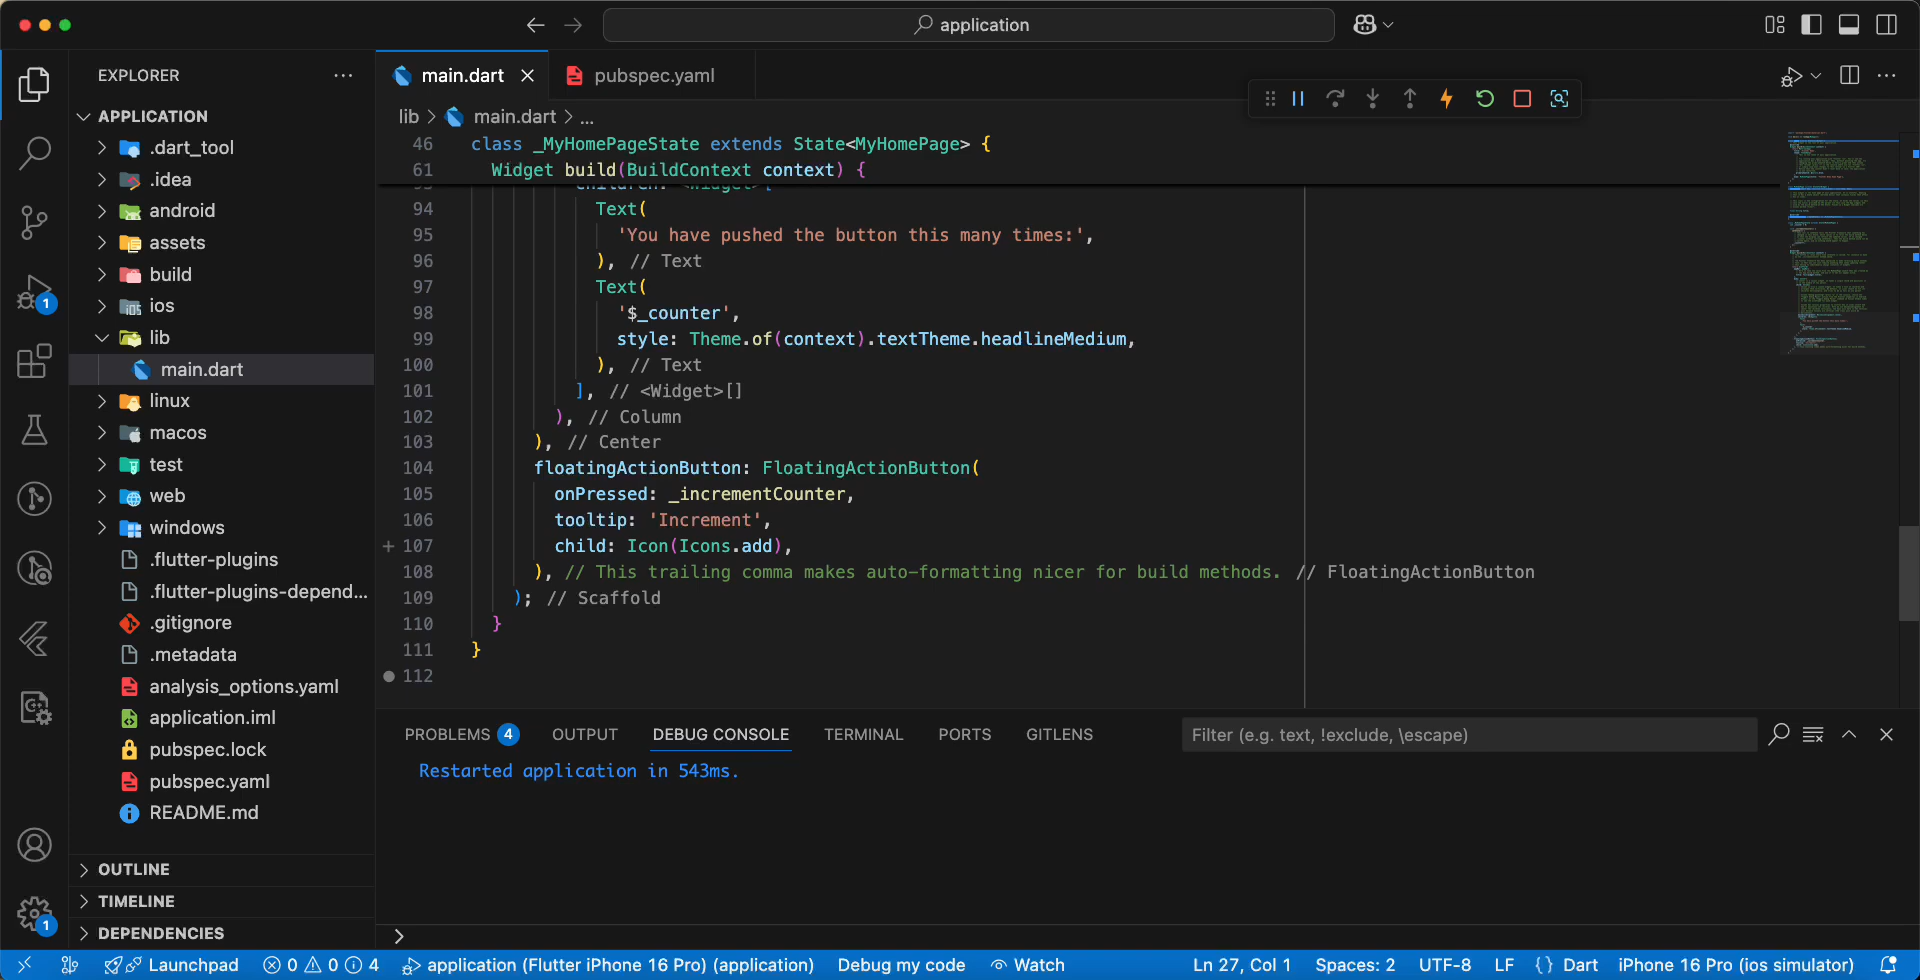 application
EXPLORER
APPLICATION
.dart_tool
.idea
android
assets
build
ios
lib
main.dart
linux
macos
test
web
windows
.flutter-plugins
.flutter-plugins-depend...
.gitignore
.metadata
analysis_options.yaml
application.iml
pubspec.lock
pubspec.yaml
README.md
OUTLINE
TIMELINE
DEPENDENCIES
1
1
main.dart
pubspec.yaml
lib > main.dart > ...
46 class _MyHomePageState extends State<MyHomePage> {
61 Widget build(BuildContext context) {
94 Text(
95 'You have pushed the button this many times:',
96 ), // Text
97 Text(
98 '$_counter',
99 style: Theme.of(context).textTheme.headlineMedium,
100 ), // Text
101 ], // <Widget>[]
102 ), // Column
103 ), // Center
104 floatingActionButton: FloatingActionButton(
105 onPressed: _incrementCounter,
106 tooltip: 'Increment',
107 child: Icon(Icons.add),
108 ), // This trailing comma makes auto-formatting nicer for build methods. // FloatingActionButton
109 ); // Scaffold
110 }
111 }
112
PROBLEMS 4 OUTPUT DEBUG CONSOLE TERMINAL PORTS GITLENS Filter (e.g. text, !exclude, \escape)
Restarted application in 543ms.
>
Launchpad 0 0 4 application (Flutter iPhone 16 Pro) (application) Debug my code Watch Ln 27, Col 1 Spaces: 2 UTF-8 LF {} Dart iPhone 16 Pro (ios simulator)